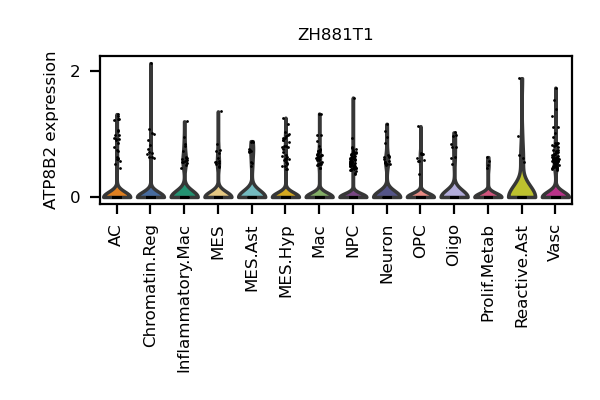 ZH881T1
ATP8B2 expression
2
0
AC
Chromatin.Reg
Inflammatory.Mac
MES
MES.Ast
MES.Hyp
Mac
NPC
Neuron
OPC
Oligo
Prolif.Metab
Reactive.Ast
Vasc